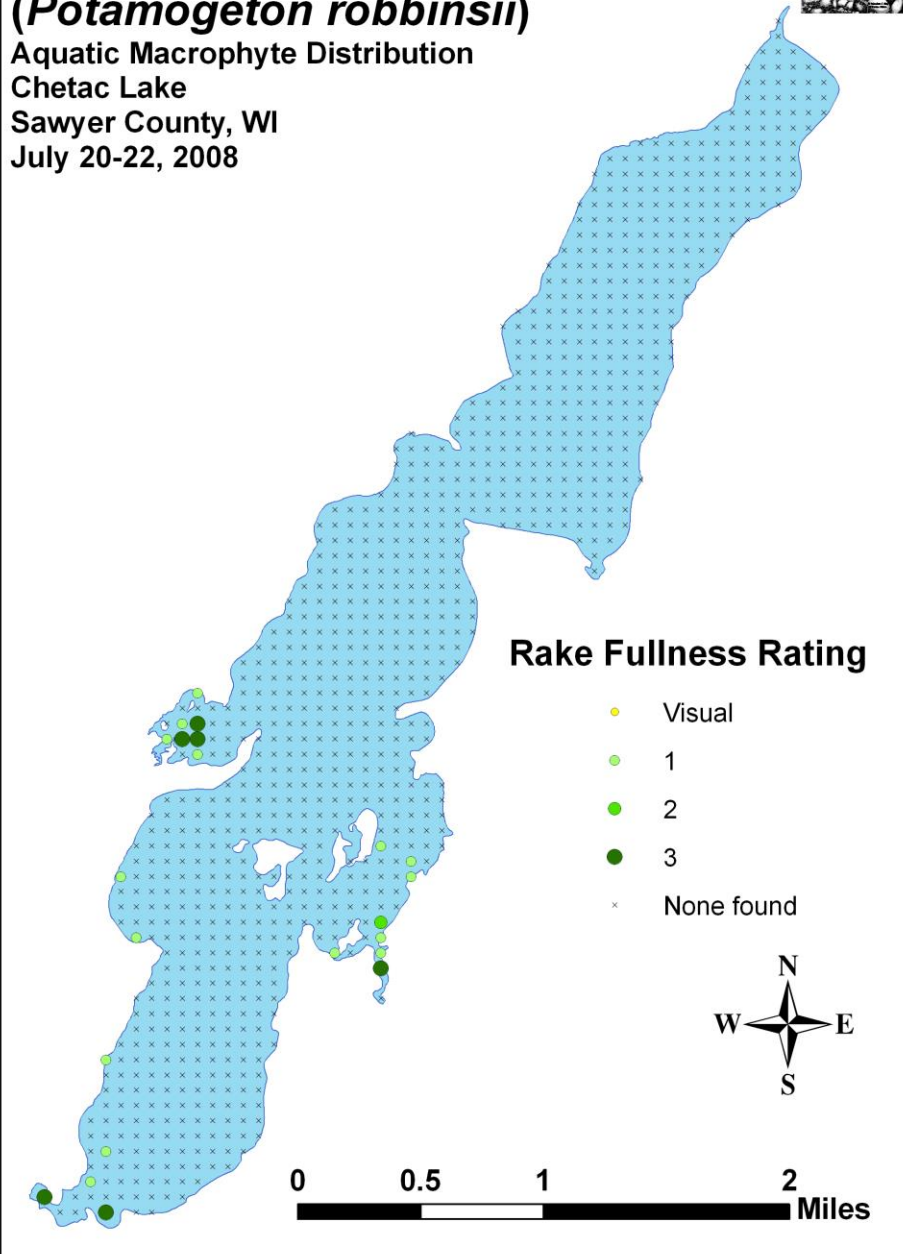 (Potamogeton robbinsii)
Aquatic Macrophyte Distribution
Chetac Lake
Sawyer County, WI
July 20-22, 2008
Rake Fullness Rating
Visual
1
2
3
None found
N
W E
S
0 0.5 1 2
Miles